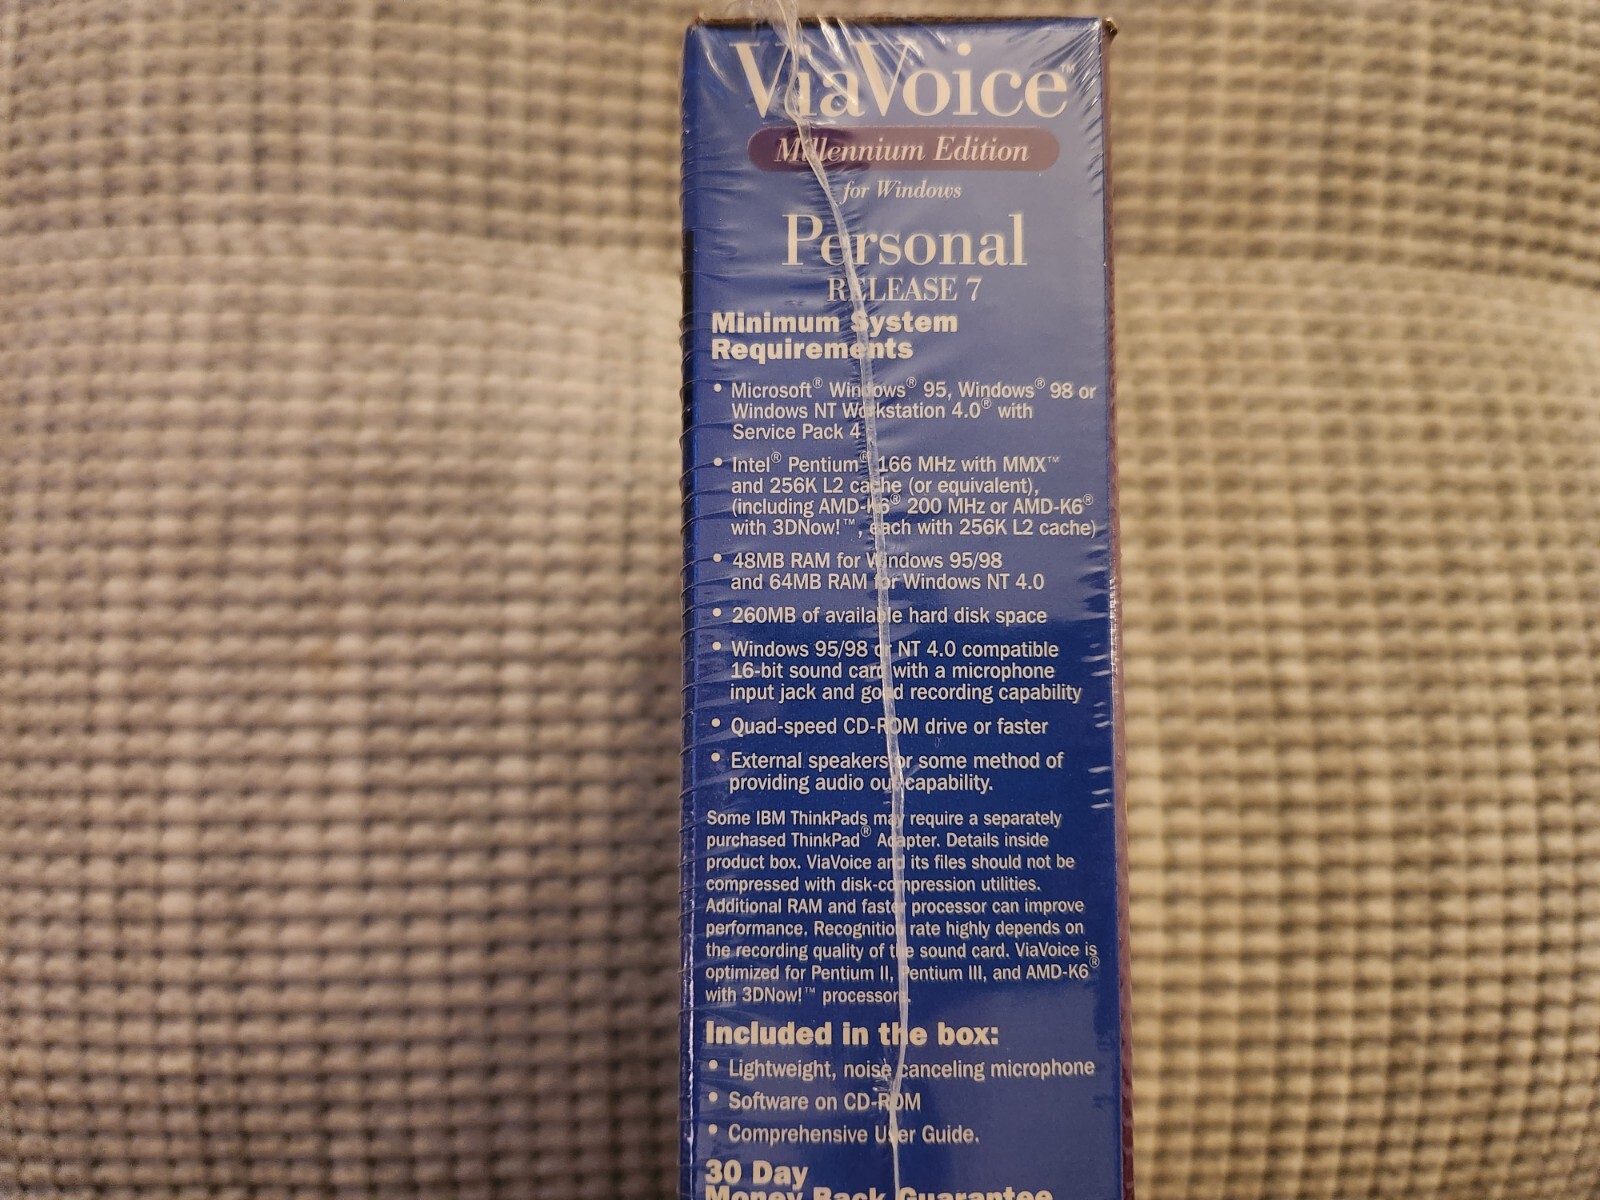 ViaVoice™
Millennium Edition
for Windows
Personal
RELEASE 7
Minimum System
Requirements
• Microsoft® Windows® 95, Windows® 98 or
Windows NT Workstation 4.0® with
Service Pack 4
• Intel® Pentium® 166 MHz with MMX™
and 256K L2 cache (or equivalent),
(including AMD-K6® 200 MHz or AMD-K6®
with 3DNow!™, each with 256K L2 cache)
• 48MB RAM for Windows 95/98
and 64MB RAM for Windows NT 4.0
• 260MB of available hard disk space
• Windows 95/98 or NT 4.0 compatible
16-bit sound card with a microphone
input jack and good recording capability
• Quad-speed CD-ROM drive or faster
• External speakers or some method of
providing audio out capability.
Some IBM ThinkPads may require a separately
purchased ThinkPad® Adapter. Details inside
product box. ViaVoice and its files should not be
compressed with disk-compression utilities.
Additional RAM and faster processor can improve
performance. Recognition rate highly depends on
the recording quality of the sound card. ViaVoice is
optimized for Pentium II, Pentium III, and AMD-K6®
with 3DNow!™ processors.
Included in the box:
• Lightweight, noise canceling microphone
• Software on CD-ROM
• Comprehensive User Guide.
30 Day
Money Back Guarantee